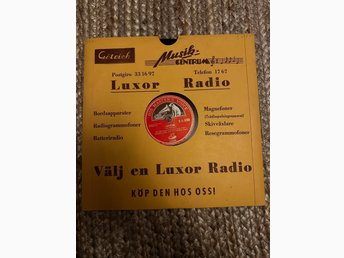 Musik-
CENTRUM
Postgiro 33 16 97 Telefon 17 67
Luxor Radio
Bordsapparater Magnefoner
Radiogrammofoner Skivväxlare
Batteriradio Resegrammofoner
Välj en Luxor Radio
KÖP DEN HOS OSS!